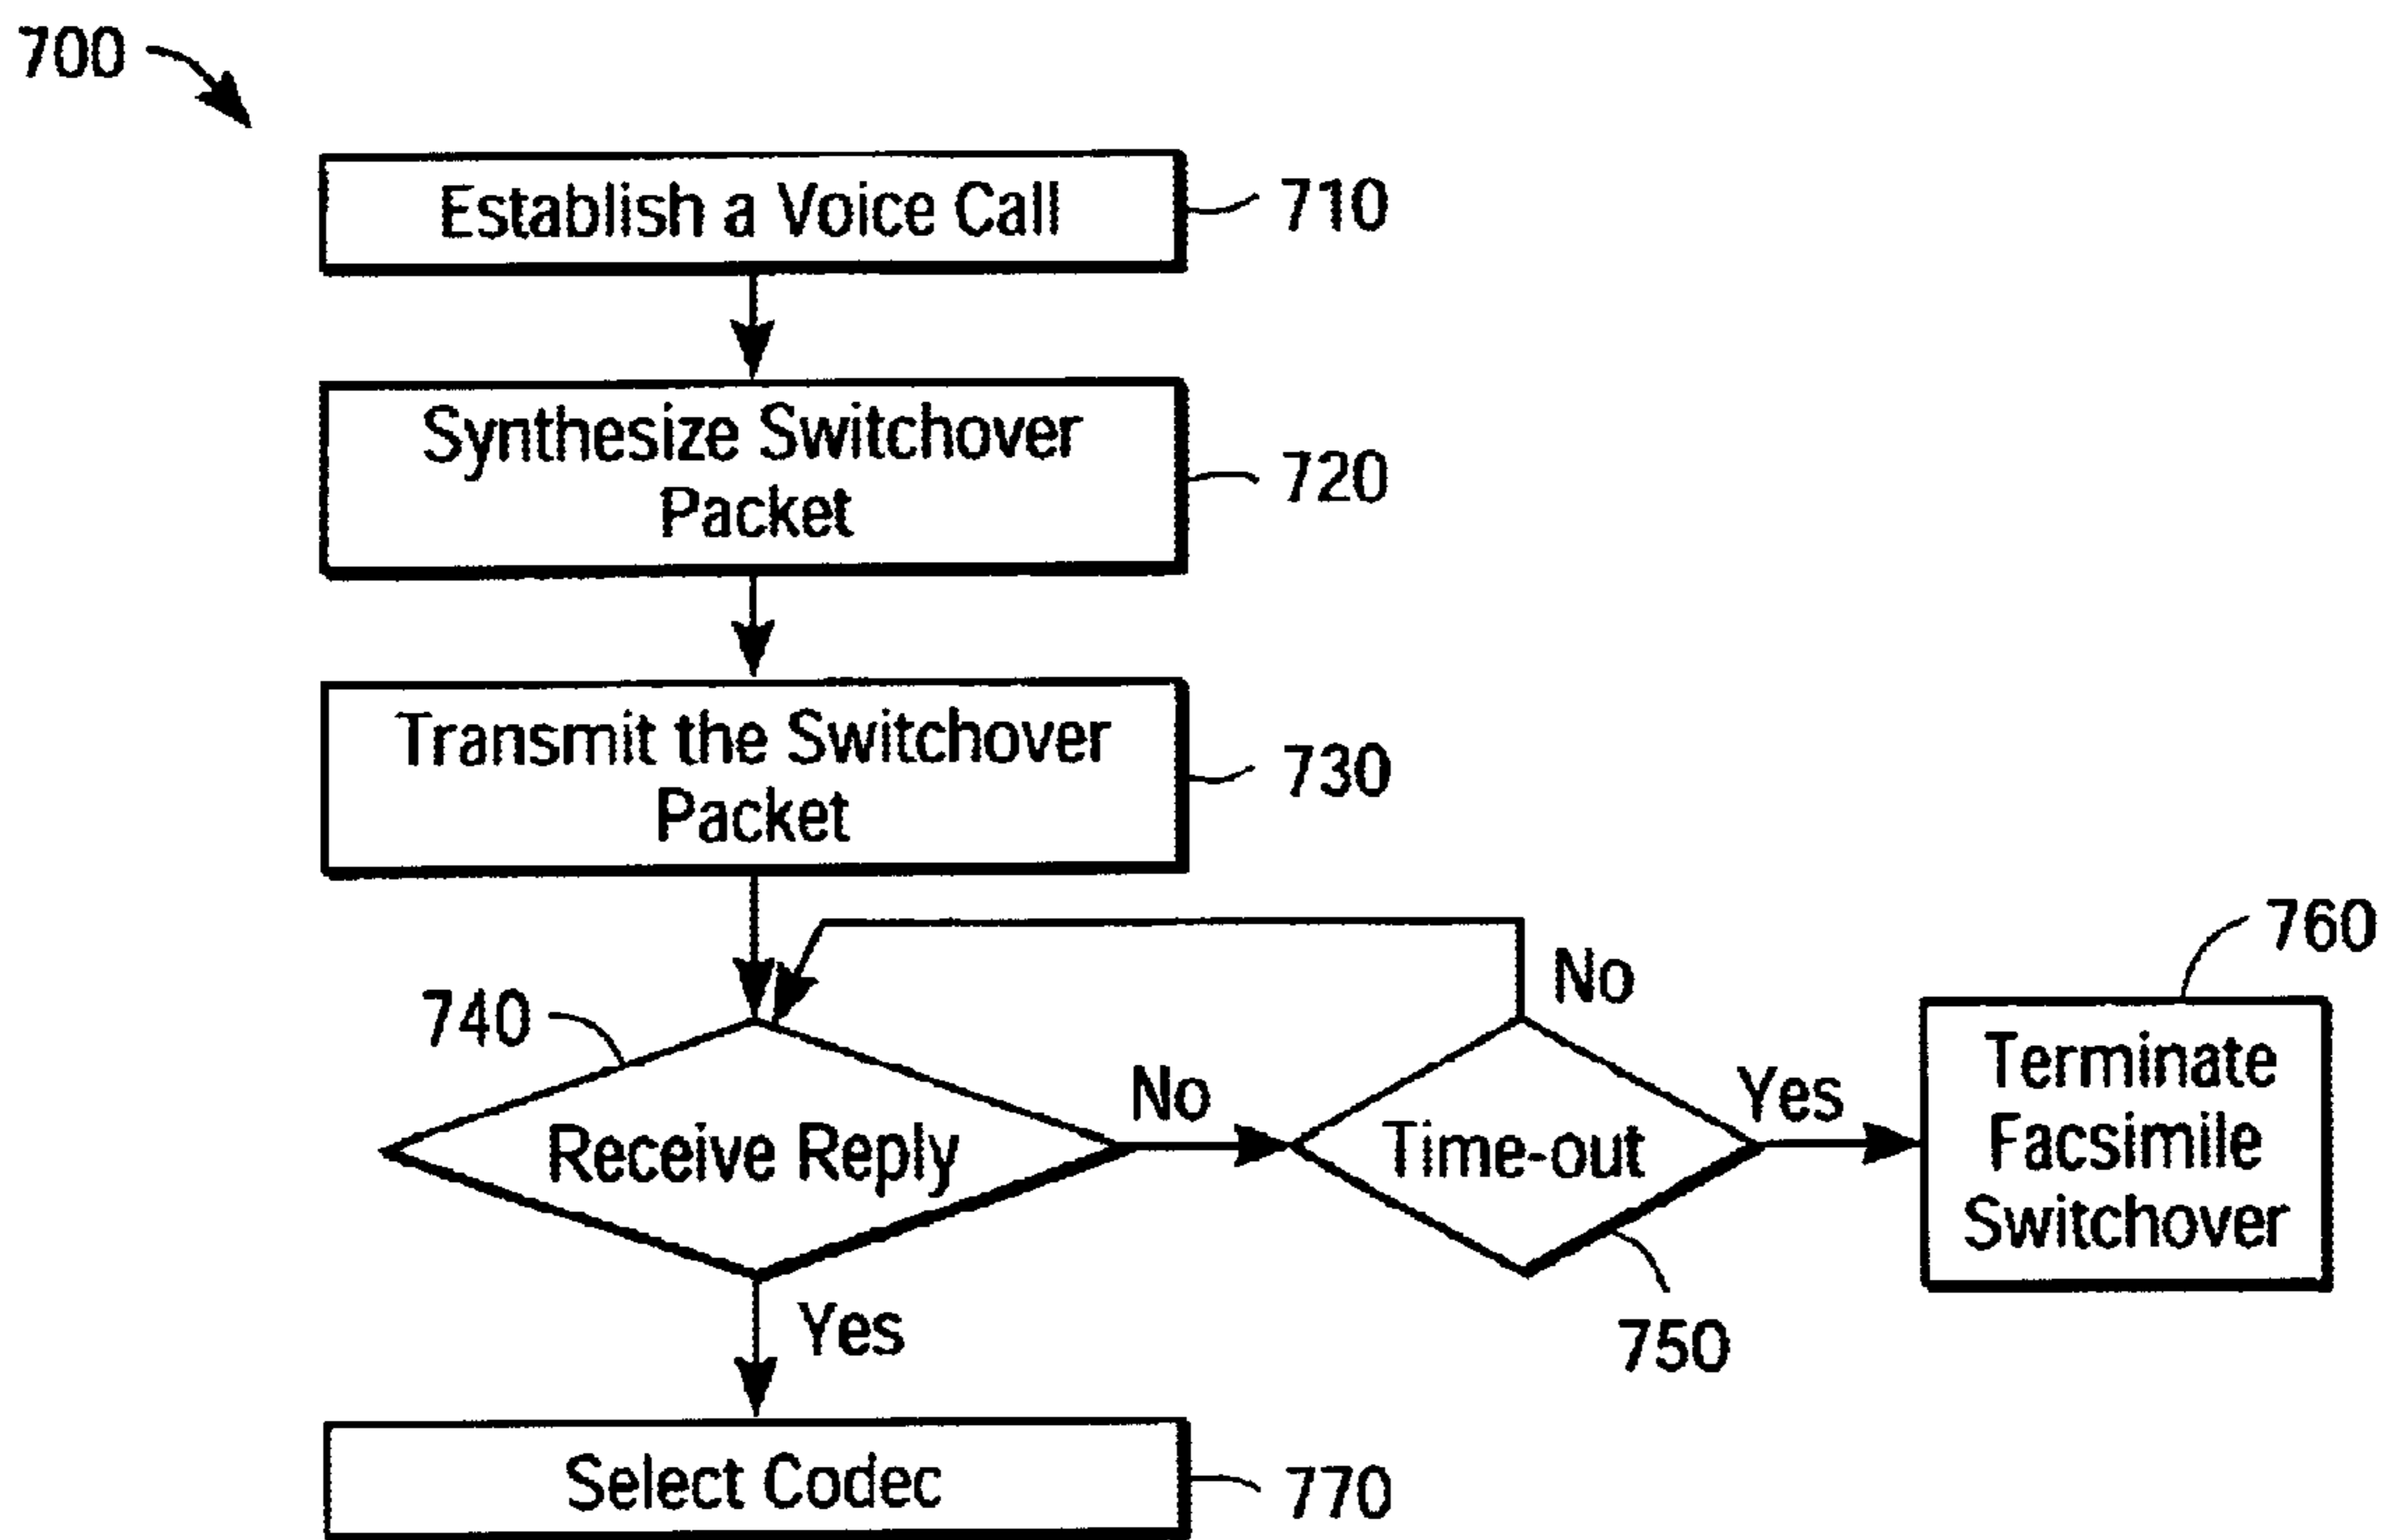 700
Establish a Voice Call
710
Synthesize Switchover
Packet
720
Transmit the Switchover
Packet
730
740
Receive Reply
No
Time-out
No
Yes
750
760
Terminate
Facsimile
Switchover
Yes
Select Codec
770